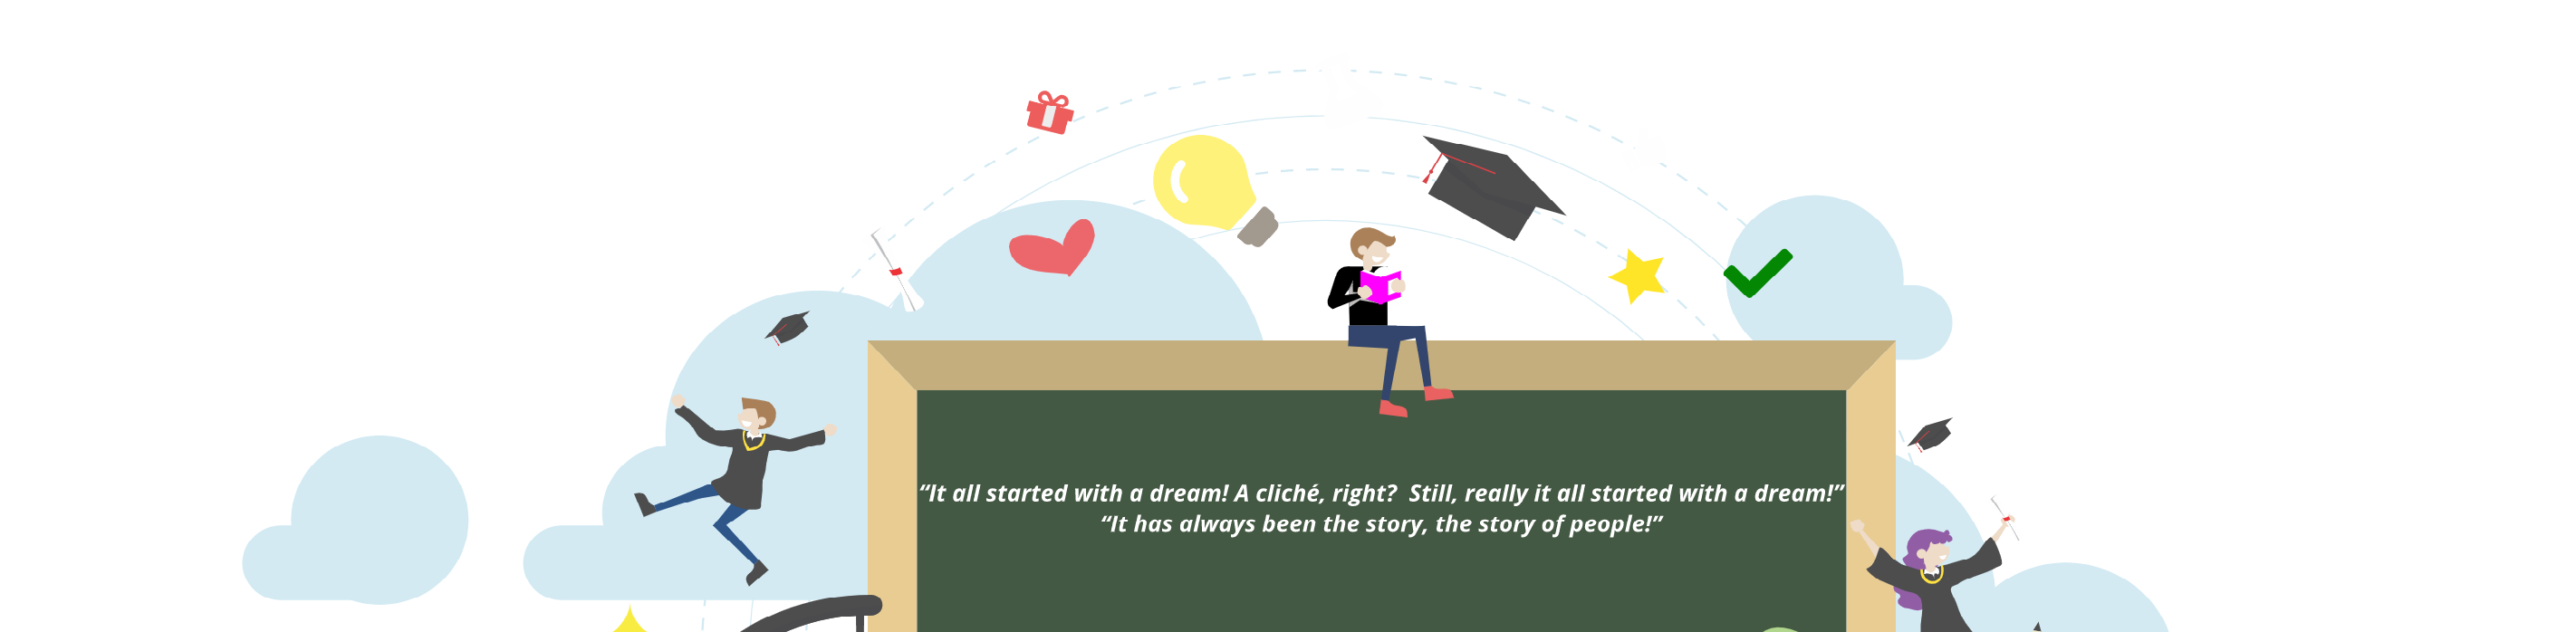 “It all started with a dream! A cliché, right?  Still, really it all started with a dream!”
“It has always been the story, the story of people!”